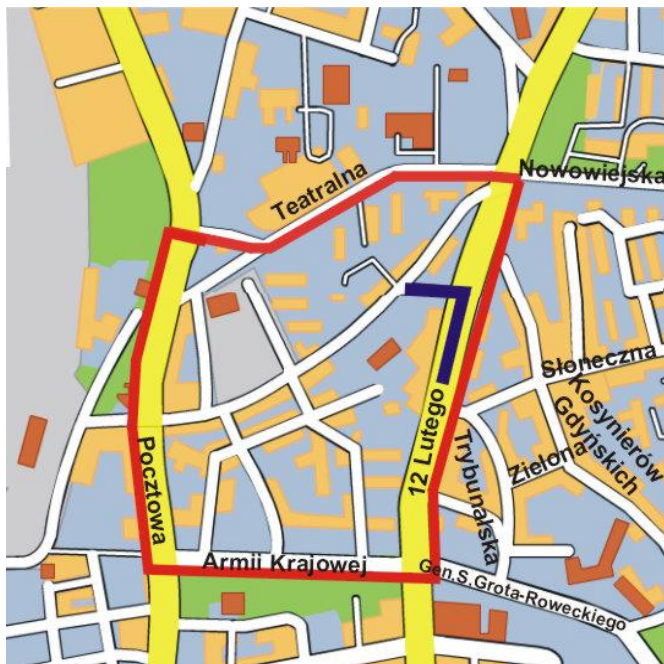 Nowowiejska
Teatralna
Słoneczna
Kosynierów
Gdyńskich
12 Lutego
Trybunalska
Zielona
Pocztowa
Armii Krajowej
Gen.S.Grota-Roweckiego